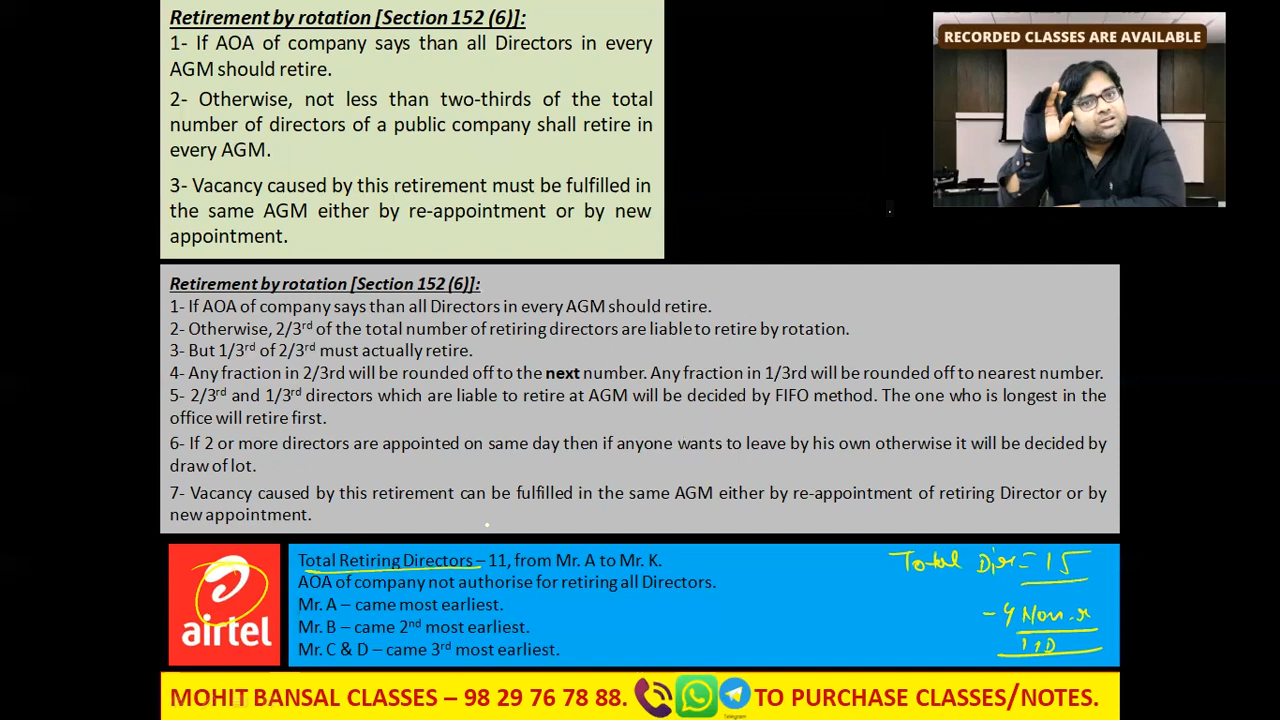 Retirement by rotation [Section 152 (6)]:
1- If AOA of company says than all Directors in every
AGM should retire.
2- Otherwise, not less than two-thirds of the total
number of directors of a public company shall retire in
every AGM.
3- Vacancy caused by this retirement must be fulfilled in
the same AGM either by re-appointment or by new
appointment.
RECORDED CLASSES ARE AVAILABLE
Retirement by rotation [Section 152 (6)]:
1- If AOA of company says than all Directors in every AGM should retire.
2- Otherwise, 2/3rd of the total number of retiring directors are liable to retire by rotation.
3- But 1/3rd of 2/3rd must actually retire.
4- Any fraction in 2/3rd will be rounded off to the next number. Any fraction in 1/3rd will be rounded off to nearest number.
5- 2/3rd and 1/3rd directors which are liable to retire at AGM will be decided by FIFO method. The one who is longest in the
office will retire first.
6- If 2 or more directors are appointed on same day then if anyone wants to leave by his own otherwise it will be decided by
draw of lot.
7- Vacancy caused by this retirement can be fulfilled in the same AGM either by re-appointment of retiring Director or by
new appointment.
airtel
Total Retiring Directors – 11, from Mr. A to Mr. K.
AOA of company not authorise for retiring all Directors.
Mr. A – came most earliest.
Mr. B – came 2nd most earliest.
Mr. C & D – came 3rd most earliest.
Total Dir = 15
- 4 Non-r
11D
MOHIT BANSAL CLASSES – 98 29 76 78 88.
Telegram
TO PURCHASE CLASSES/NOTES.